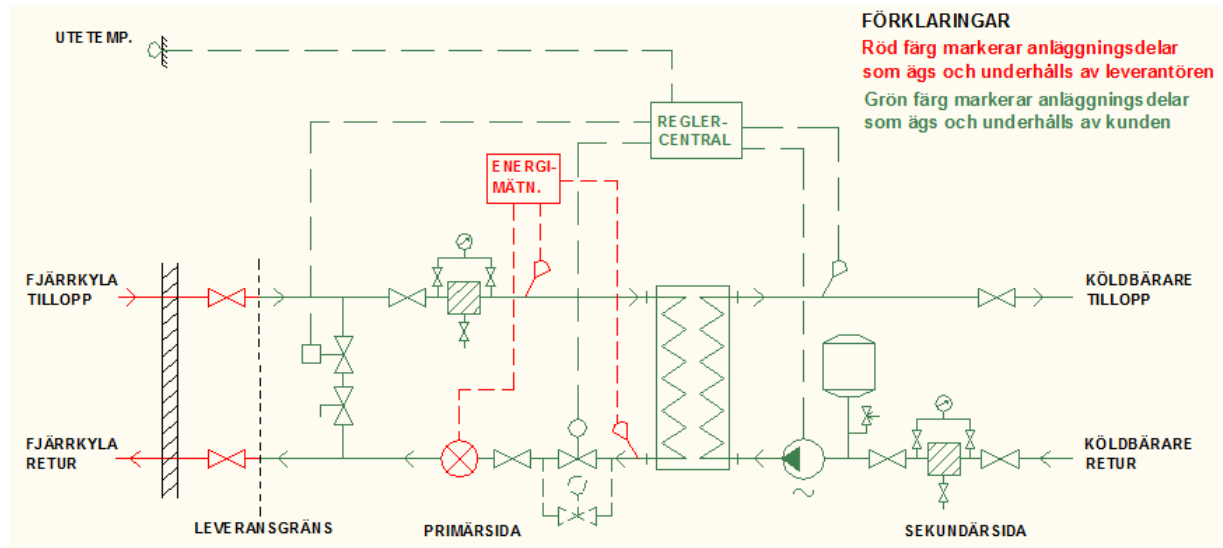 UTETEMP.
FÖRKLARINGAR
Röd färg markerar anläggningsdelar
som ägs och underhålls av leverantören
Grön färg markerar anläggningsdelar
som ägs och underhålls av kunden
REGLER-
CENTRAL
ENERGI-
MÄTN.
FJÄRRKYLA
TILLOPP
KÖLDBÄRARE
TILLOPP
FJÄRRKYLA
RETUR
KÖLDBÄRARE
RETUR
LEVERANSGRÄNS
PRIMÄRSIDA
SEKUNDÄRSIDA